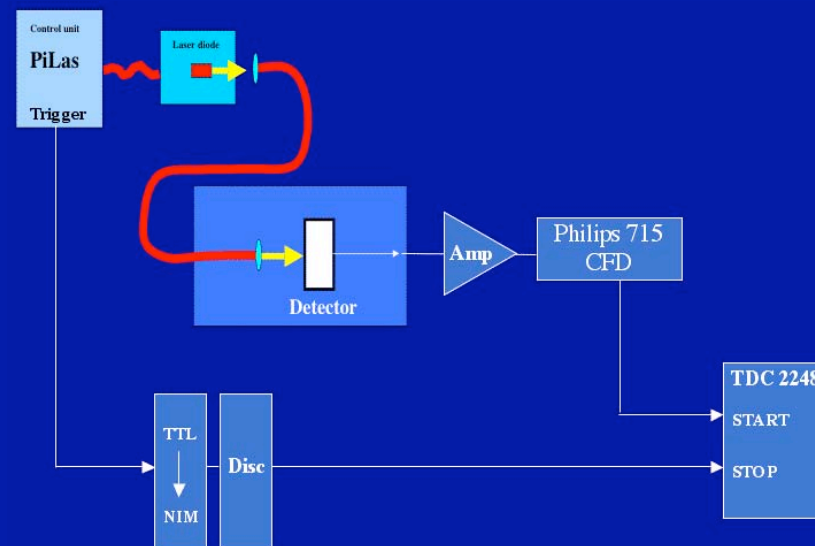 Control unit
PiLas
Trigger
Laser diode
Detector
Amp
Philips 715
CFD
TDC 2248
START
STOP
TTL
NIM
Disc